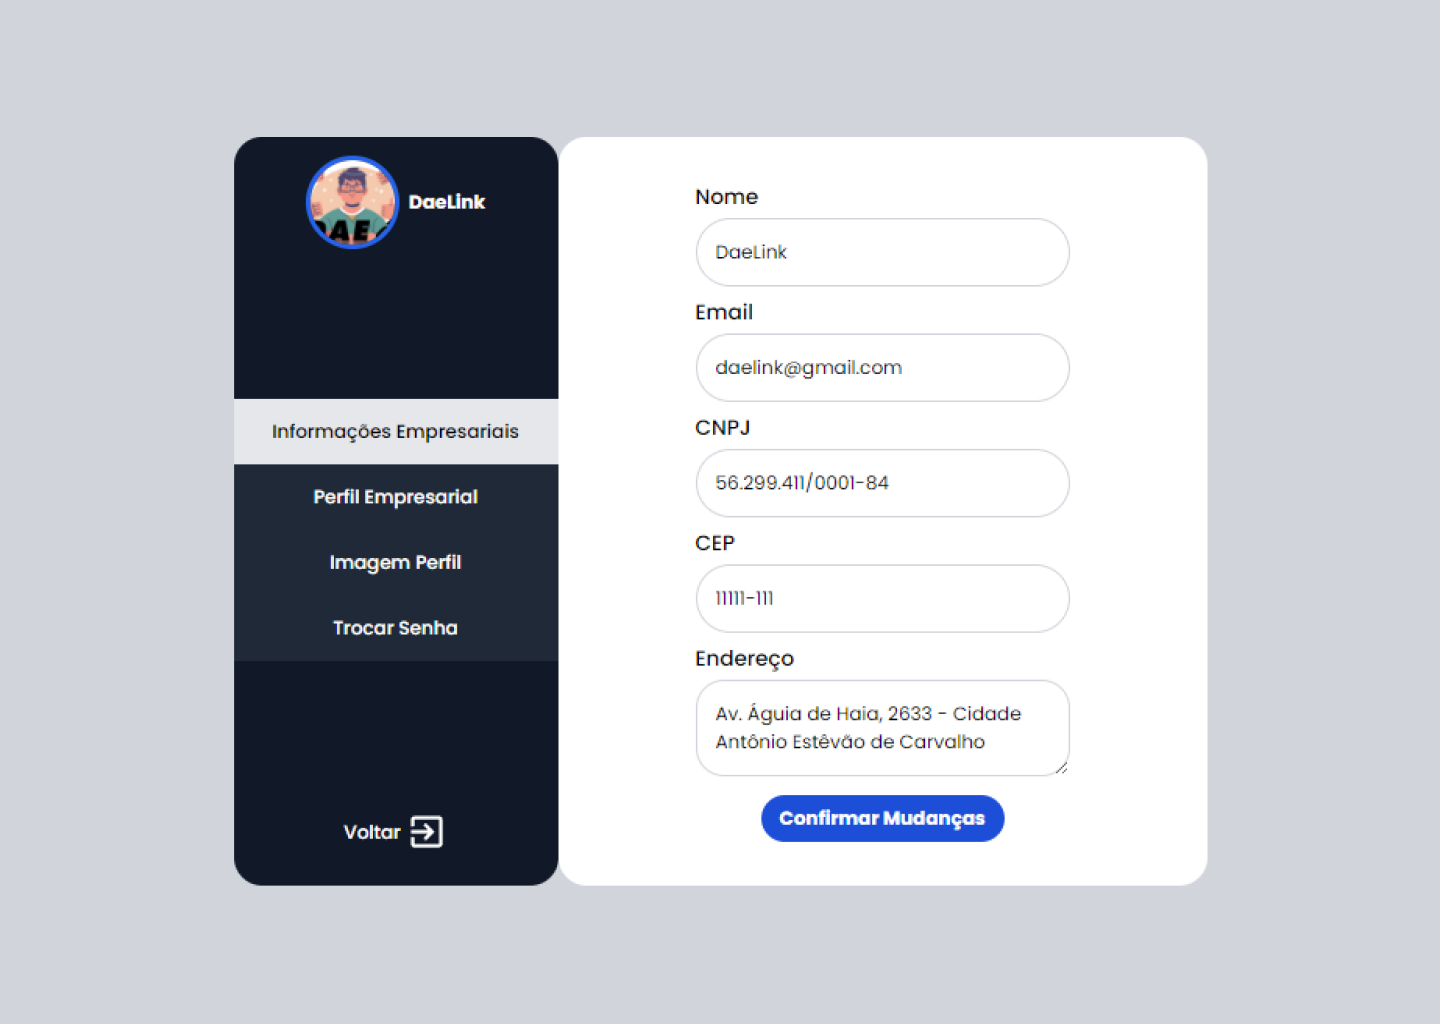 DaeLink
Informações Empresariais
Perfil Empresarial
Imagem Perfil
Trocar Senha
Voltar
Nome
DaeLink
Email
daelink@gmail.com
CNPJ
56.299.411/0001-84
CEP
11111-111
Endereço
Av. Águia de Haia, 2633 - Cidade
Antônio Estêvão de Carvalho
Confirmar Mudanças